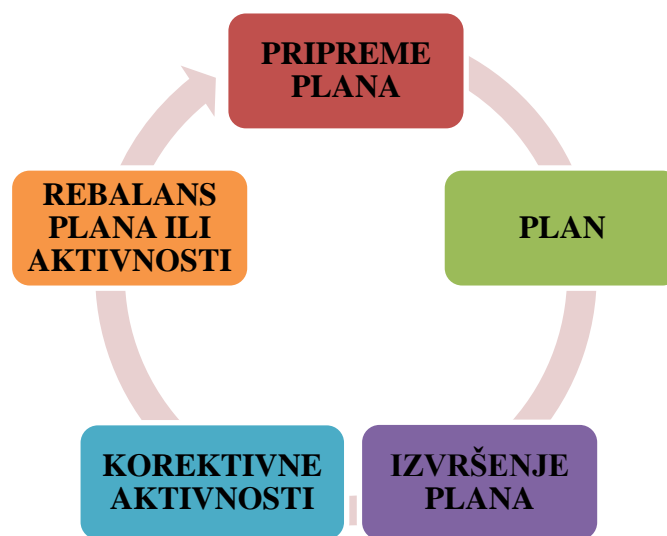 PRIPREME
PLANA
PLAN
IZVRŠENJE
PLANA
KOREKTIVNE
AKTIVNOSTI
REBALANS
PLANA ILI
AKTIVNOSTI